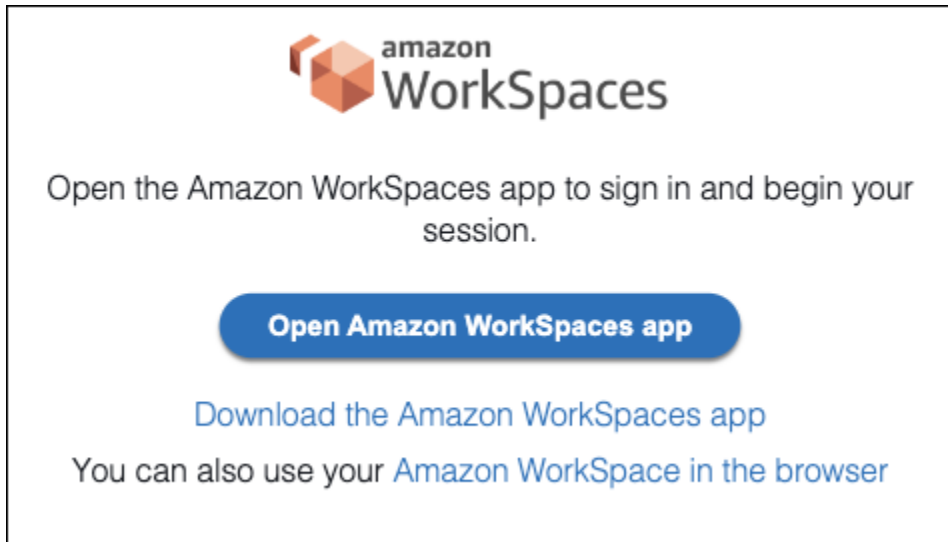 amazon
WorkSpaces
Open the Amazon WorkSpaces app to sign in and begin your
session.
Open Amazon WorkSpaces app
Download the Amazon WorkSpaces app
You can also use your Amazon WorkSpace in the browser